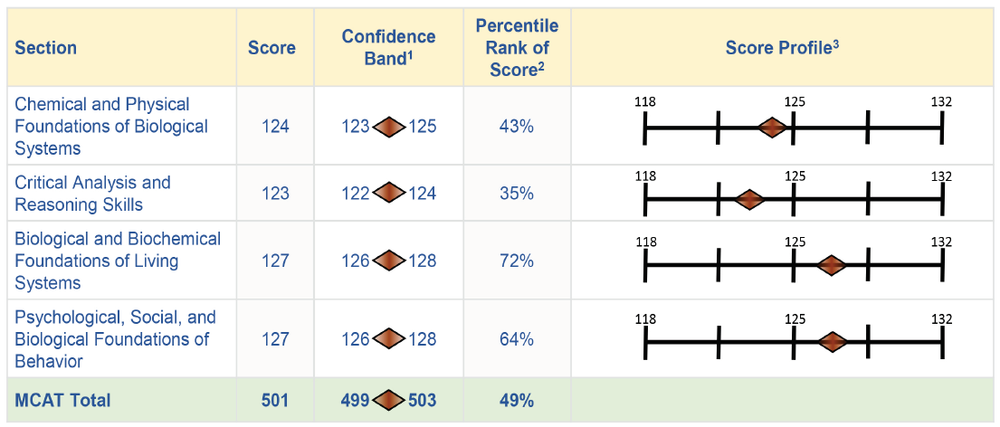 Section Score Confidence Band1 Percentile Rank of Score2 Score Profile3
Chemical and Physical Foundations of Biological Systems 124 123 125 43% 118 125 132
Critical Analysis and Reasoning Skills 123 122 124 35% 118 125 132
Biological and Biochemical Foundations of Living Systems 127 126 128 72% 118 125 132
Psychological, Social, and Biological Foundations of Behavior 127 126 128 64% 118 125 132
MCAT Total 501 499 503 49%